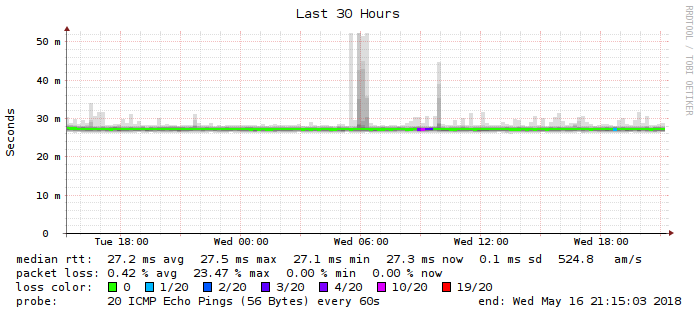 Last 30 Hours
RRDTOOL / TOBI OETIKER
Seconds
50 m
40 m
30 m
20 m
10 m
0
Tue 18:00 Wed 00:00 Wed 06:00 Wed 12:00 Wed 18:00
median rtt: 27.2 ms avg 27.5 ms max 27.1 ms min 27.3 ms now 0.1 ms sd 524.8 am/s
packet loss: 0.42 % avg 23.47 % max 0.00 % min 0.00 % now
loss color: 0 1/20 2/20 3/20 4/20 10/20 19/20
probe: 20 ICMP Echo Pings (56 Bytes) every 60s end: Wed May 16 21:15:03 2018